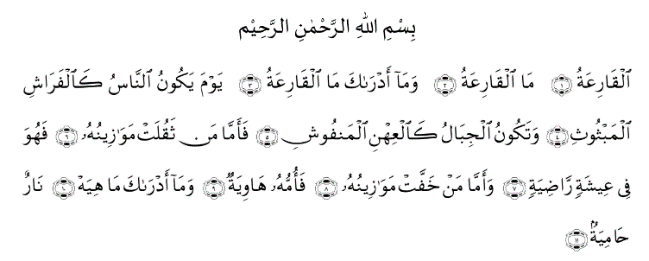 بِسْمِ اللهِ الرَّحْمٰنِ الرَّحِيْمِ
ٱلْقَارِعَةُ ۝١ مَا ٱلْقَارِعَةُ ۝٢ وَمَآ أَدْرَىٰكَ مَا ٱلْقَارِعَةُ ۝٣ يَوْمَ يَكُونُ ٱلنَّاسُ كَٱلْفَرَاشِ
ٱلْمَبْثُوثِ ۝٤ وَتَكُونُ ٱلْجِبَالُ كَٱلْعِهْنِ ٱلْمَنفُوشِ ۝٥ فَأَمَّا مَن ثَقُلَتْ مَوَٰزِينُهُۥ ۝٦ فَهُوَ
فِى عِيشَةٍ رَّاضِيَةٍ ۝٧ وَأَمَّا مَنْ خَفَّتْ مَوَٰزِينُهُۥ ۝٨ فَأُمُّهُۥ هَاوِيَةٌ ۝٩ وَمَآ أَدْرَىٰكَ مَا هِيَهْ ۝١٠ نَارٌ
حَامِيَةٌۢ ۝١١